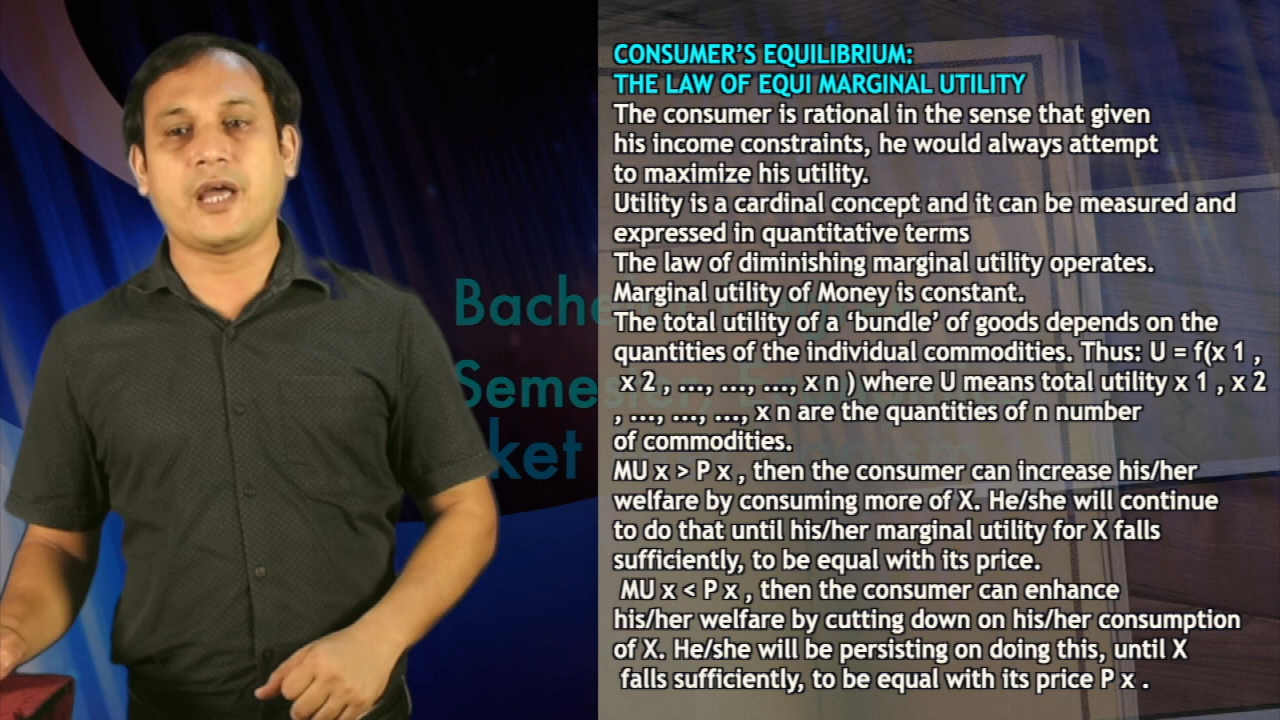 CONSUMER’S EQUILIBRIUM:
THE LAW OF EQUI MARGINAL UTILITY
The consumer is rational in the sense that given
his income constraints, he would always attempt
to maximize his utility.
Utility is a cardinal concept and it can be measured and
expressed in quantitative terms
The law of diminishing marginal utility operates.
Marginal utility of Money is constant.
The total utility of a ‘bundle’ of goods depends on the
quantities of the individual commodities. Thus: U = f(x 1 ,
x 2 , ..., ..., ..., x n ) where U means total utility x 1 , x 2
, ..., ..., ..., x n are the quantities of n number
of commodities.
MU x > P x , then the consumer can increase his/her
welfare by consuming more of X. He/she will continue
to do that until his/her marginal utility for X falls
sufficiently, to be equal with its price.
MU x < P x , then the consumer can enhance
his/her welfare by cutting down on his/her consumption
of X. He/she will be persisting on doing this, until X
falls sufficiently, to be equal with its price P x .